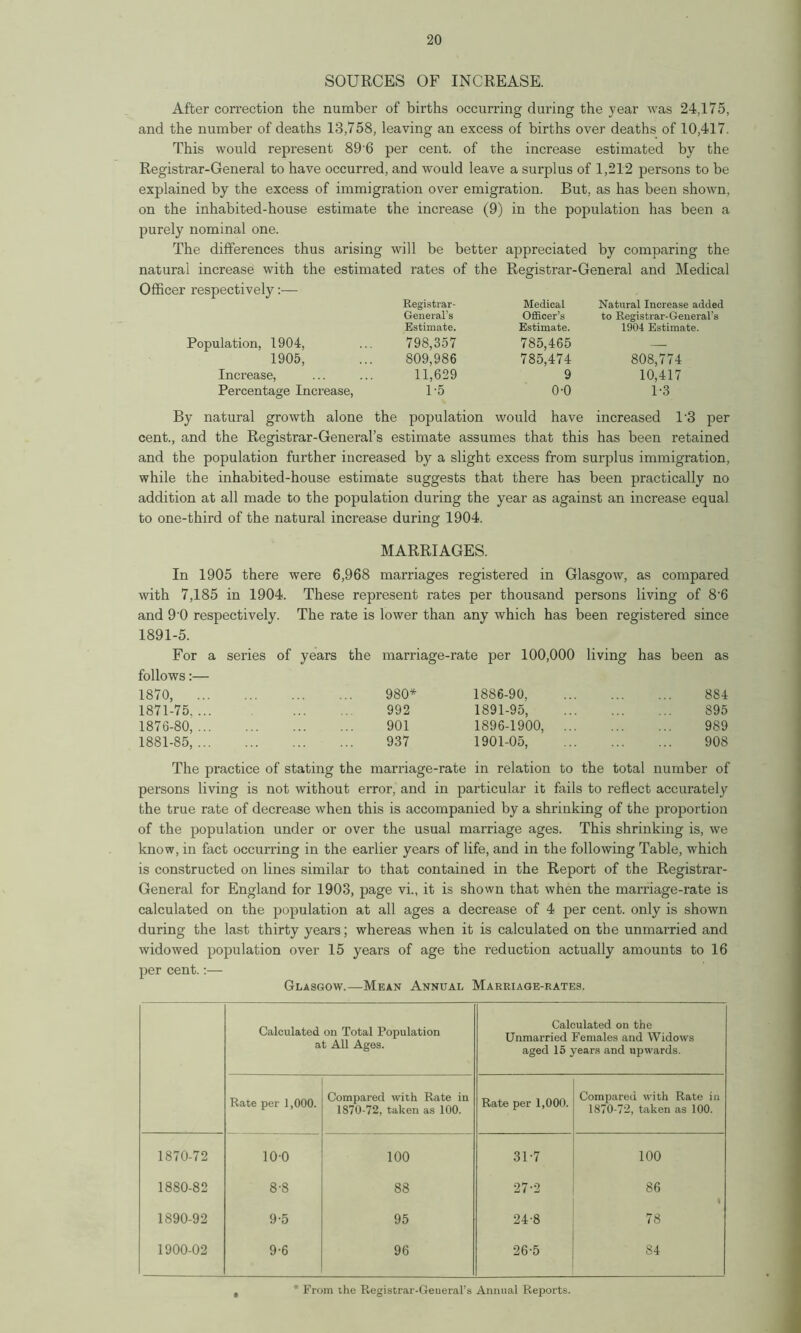 20
SOURCES OF INCREASE.
After correction the number of births occurring during the year was 24,175,
and the number of deaths 13,758, leaving an excess of births over deaths of 10,417.
This would represent 89·6 per cent. of the increase estimated by the
Registrar-General to have occurred, and would leave a surplus of 1,212 persons to be
explained by the excess of immigration over emigration. But, as has been shown,
on the inhabited-house estimate the increase (9) in the population has been a
purely nominal one.
The differences thus arising will be better appreciated by comparing the
natural increase with the estimated rates of the Registrar-General and Medical
Officer respectively:—
Registrar- Medical Natural Increase added
General's Officer's to Registrar-General's
Estimate. Estimate. 1904 Estimate.
Population, 1904, ... 798,357 785,465 —
1905, ... 809,986 785,474 808,774
Increase, ... ... 11,629 9 10,417
Percentage Increase, 1·5 0·0 1·3
By natural growth alone the population would have increased 1·3 per
cent., and the Registrar-General's estimate assumes that this has been retained
and the population further increased by a slight excess from surplus immigration,
while the inhabited-house estimate suggests that there has been practically no
addition at all made to the population during the year as against an increase equal
to one-third of the natural increase during 1904.
MARRIAGES.
In 1905 there were 6,968 marriages registered in Glasgow, as compared
with 7,185 in 1904. These represent rates per thousand persons living of 8·6
and 9·0 respectively. The rate is lower than any which has been registered since
1891-5.
For a series of years the marriage-rate per 100,000 living has been as
follows:—
1870, ... ... ... ... 980* 1886-90, ... ... ... 884
1871-75, ... ... ... 992 1891-95, ... ... ... 895
1876-80, ... ... ... ... 901 1896-1900, ... ... ... 989
1881-85, ... ... ... ... 937 1901-05, ... ... ... 908
The practice of stating the marriage-rate in relation to the total number of
persons living is not without error, and in particular it fails to reflect accurately
the true rate of decrease when this is accompanied by a shrinking of the proportion
of the population under or over the usual marriage ages. This shrinking is, we
know, in fact occurring in the earlier years of life, and in the following Table, which
is constructed on lines similar to that contained in the Report of the Registrar-
General for England for 1903, page vi., it is shown that when the marriage-rate is
calculated on the population at all ages a decrease of 4 per cent. only is shown
during the last thirty years; whereas when it is calculated on the unmarried and
widowed population over 15 years of age the reduction actually amounts to 16
per cent.:—
GLASGOW.—MEAN ANNUAL MARRIAGE-RATES.
Calculated on Total Population
at All Ages.
Calculated on the
Unmarried Females and Widows
aged 15 years and upwards.
Rate per 1,000.
Compared with Rate in
1870-72, taken as 100.
Rate per 1,000.
Compared with Rate in
1870-72, taken as 100.
1870-72 10·0 100 31·7 100
1880-82 8·8 88 27·2 86
1890-92 9·5 95 24·8 78
1900-02 9·6 96 26·5 84
* From the Registrar-General's Annual Reports.